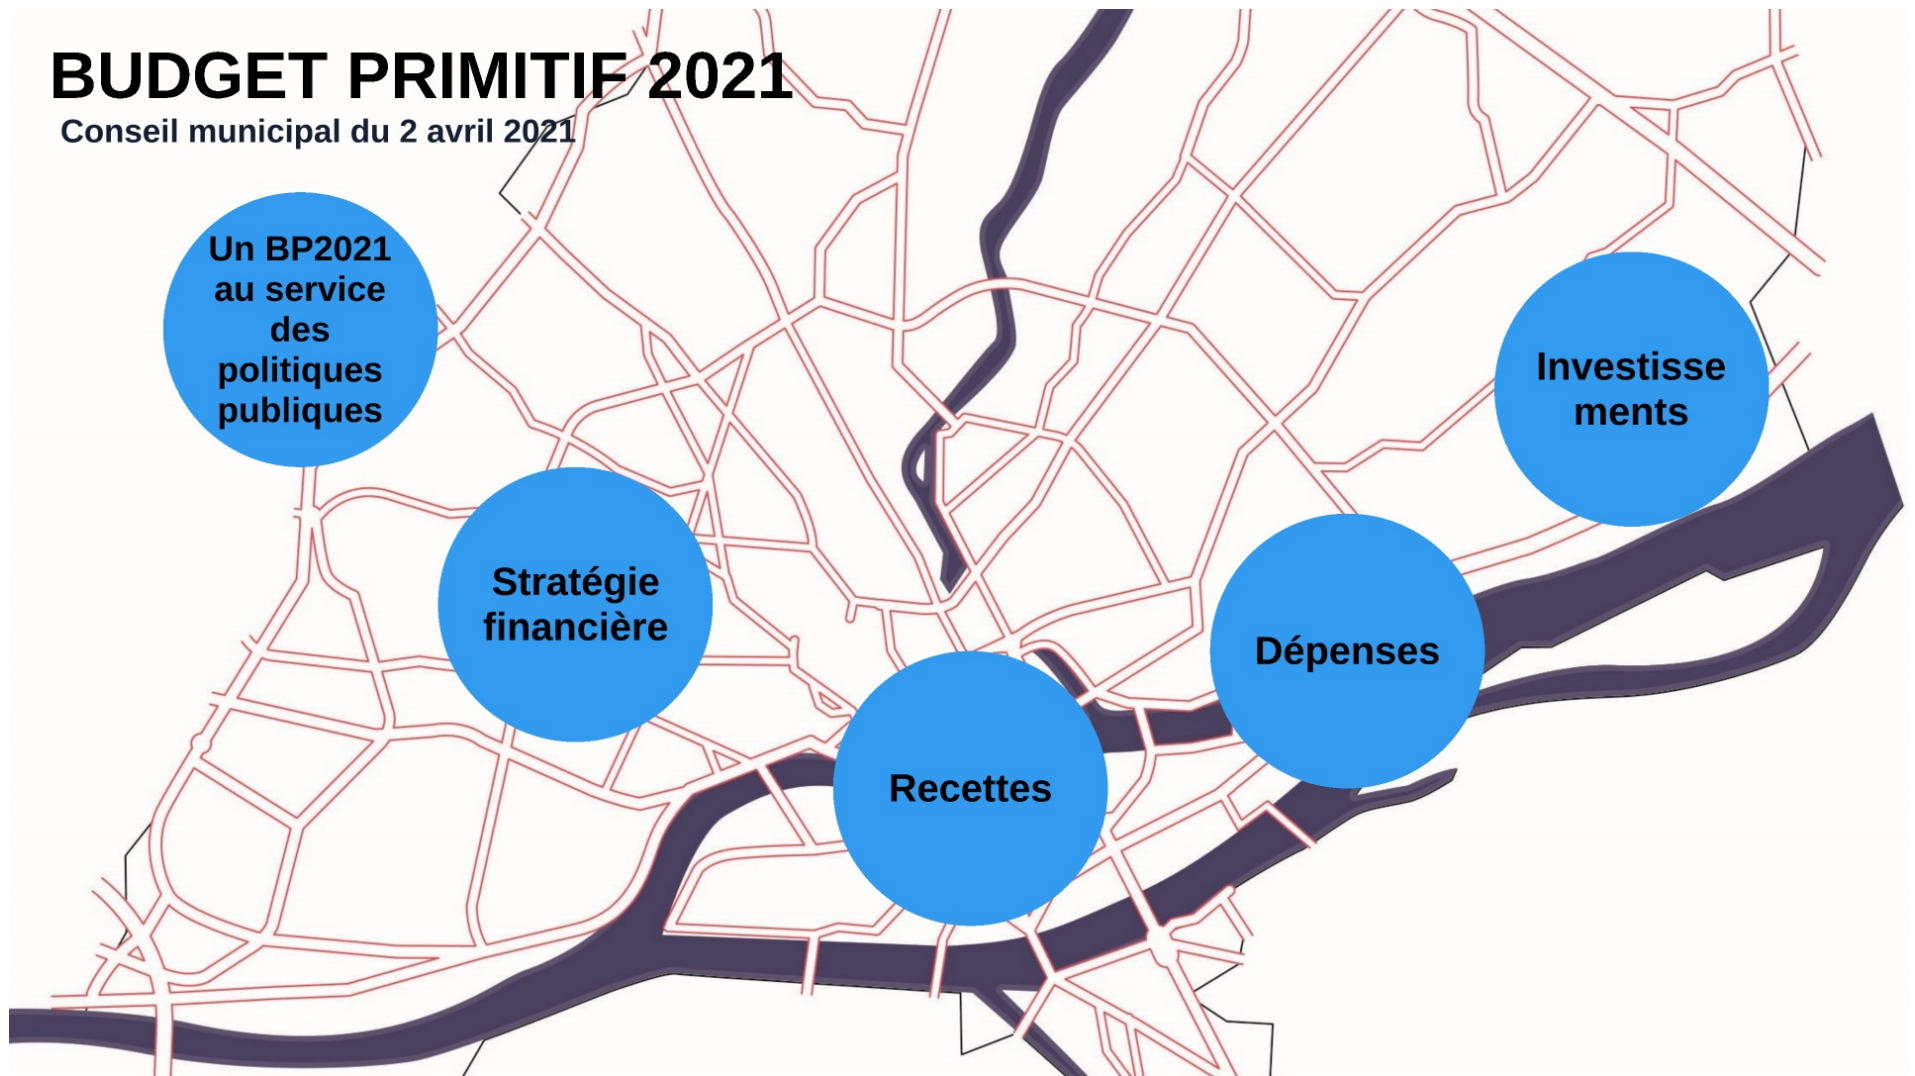 BUDGET PRIMITIF 2021
Conseil municipal du 2 avril 2021
Un BP2021
au service
des
politiques
publiques
Stratégie
financière
Recettes
Dépenses
Investisse
ments